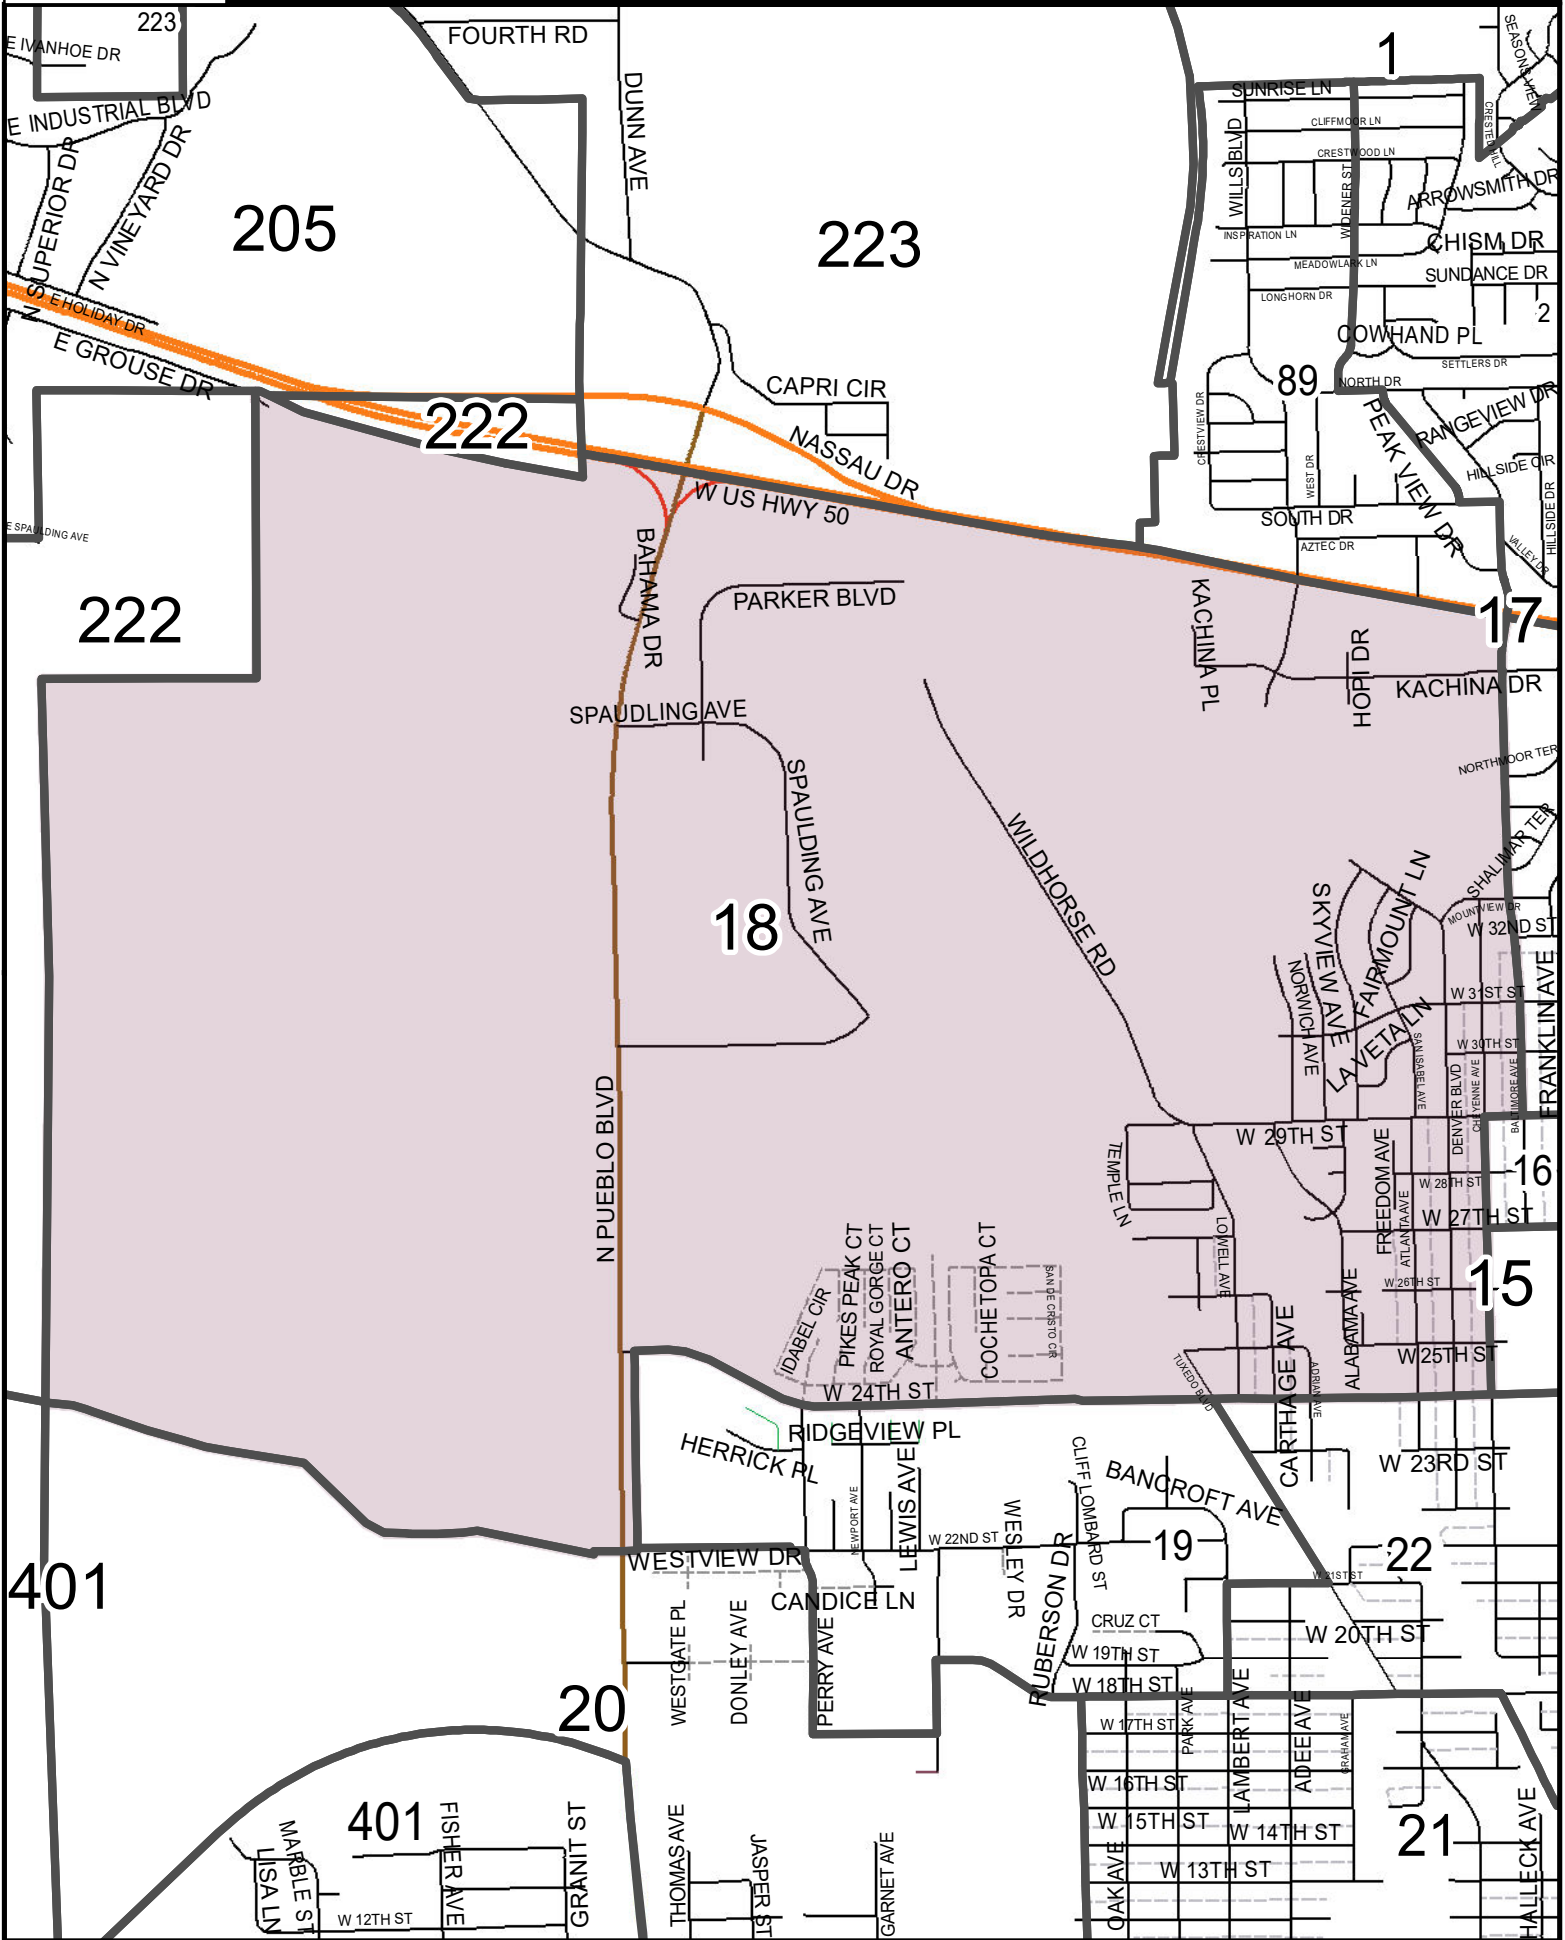 223
E IVANHOE DR
FOURTH RD
1
SEASONS VIEW
SUNRISE LN
E INDUSTRIAL BLVD
DUNN AVE
CRESTED HILL
CLIFFMOOR LN
WILLS BLVD
CRESTWOOD LN
N SUPERIOR DR
N VINEYARD DR
WIDENER ST
ARROWSMITH DR
205
223
INSPIRATION LN
CHISM DR
MEADOWLARK LN
SUNDANCE DR
E HOLIDAY DR
LONGHORN DR
2
E GROUSE DR
COWHAND PL
SETTLERS DR
CAPRI CIR
89
NORTH DR
222
NASSAU DR
CRESTVIEW DR
PEAK VIEW DR
RANGEVIEW DR
HILLSIDE CIR
WEST DR
W US HWY 50
SOUTH DR
HILLSIDE DR
E SPAULDING AVE
AZTEC DR
VALLEY DR
BAHAMA DR
PARKER BLVD
KACHINA PL
222
17
HOPI DR
KACHINA DR
SPAUDLING AVE
NORTHMOOR TER
SPAULDING AVE
WILDHORSE RD
SHALIMAR TER
SKYVIEW AVE
FAIRMOUNT LN
MOUNTVIEW DR
W 32ND ST
18
NORWICH AVE
W 31ST ST
FRANKLIN AVE
LA VETA LN
SAN ISABEL AVE
W 30TH ST
DENVER BLVD
CHEYENNE AVE
BALTIMORE AVE
N PUEBLO BLVD
W 29TH ST
TEMPLE LN
FREEDOM AVE
16
W 28TH ST
ATLANTA AVE
W 27TH ST
LOWELL AVE
PIKES PEAK CT
ROYAL GORGE CT
ANTERO CT
COCHETOPA CT
SAN DE CRISTO CIR
W 26TH ST
15
IDABEL CIR
CARTHAGE AVE
ALABAMA AVE
W 25TH ST
TUXEDO BLVD
ADRIAN AVE
W 24TH ST
RIDGEVIEW PL
HERRICK PL
CLIFF LOMBARD ST
BANCROFT AVE
W 23RD ST
NEWPORT AVE
LEWIS AVE
WESLEY DR
W 22ND ST
19
22
WESTVIEW DR
401
W 21ST ST
CANDICE LN
RUBERSON DR
WESTGATE PL
DONLEY AVE
PERRY AVE
CRUZ CT
W 20TH ST
W 19TH ST
W 18TH ST
20
PARK AVE
LAMBERT AVE
ADEE AVE
GRAHAM AVE
W 17TH ST
W 16TH ST
401
W 15TH ST
W 14TH ST
21
MARBLE ST
LISA LN
FISHER AVE
GRANIT ST
THOMAS AVE
JASPER ST
GARNET AVE
OAK AVE
W 13TH ST
HALLECK AVE
W 12TH ST